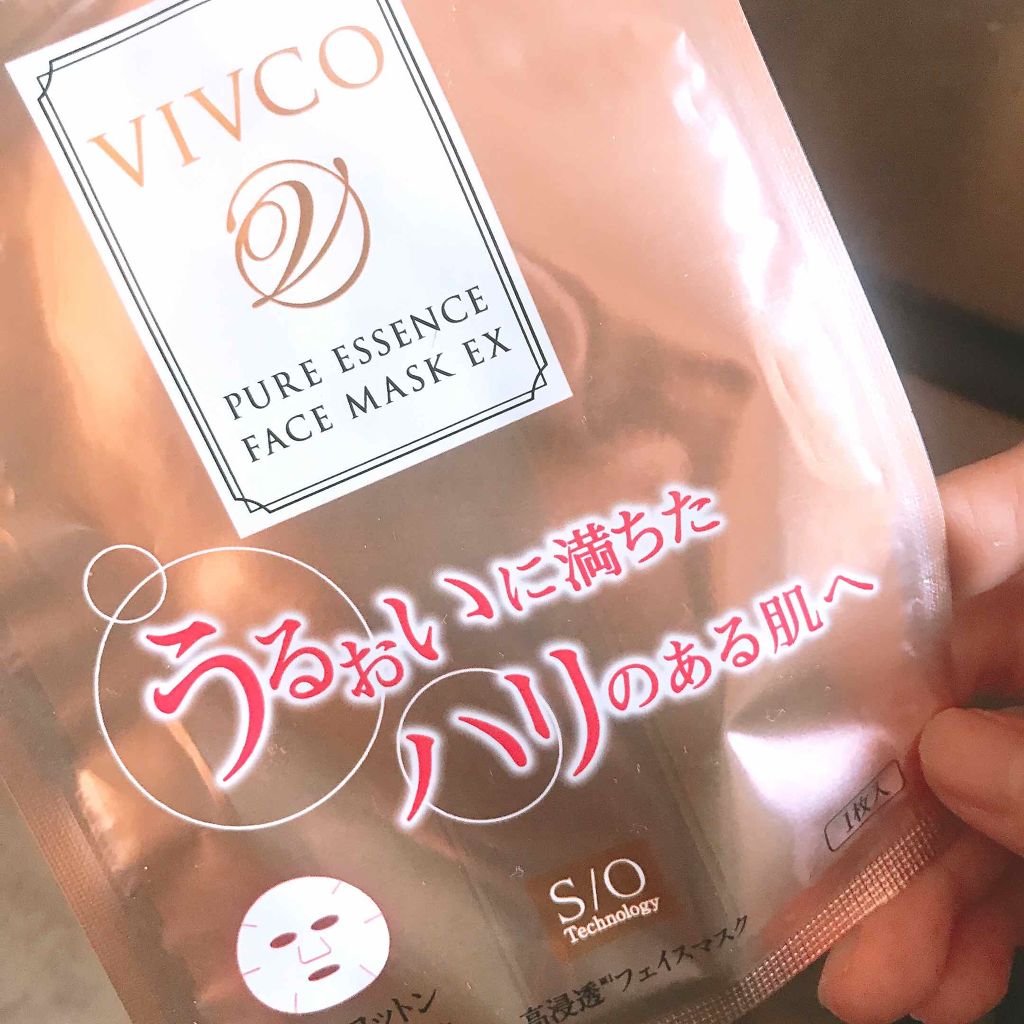 VIVCO
PURE ESSENCE
FACE MASK EX
うるおいに満ちた
ハリのある肌へ
1枚入
S/O
Technology
高浸透※1フェイスマスク
コットン